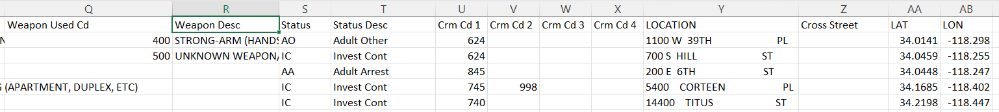 Q R S T U V W X Y Z AA AB
Weapon Used Cd Weapon Desc Status Status Desc Crm Cd 1 Crm Cd 2 Crm Cd 3 Crm Cd 4 LOCATION Cross Street LAT LON
400 STRONG-ARM (HANDS AO Adult Other 624 1100 W 39TH PL 34.0141 -118.298
500 UNKNOWN WEAPON/ IC Invest Cont 624 700 S HILL ST 34.0459 -118.255
AA Adult Arrest 845 200 E 6TH ST 34.0448 -118.247
(APARTMENT, DUPLEX, ETC) IC Invest Cont 745 998 5400 CORTEEN PL 34.1685 -118.402
IC Invest Cont 740 14400 TITUS ST 34.2198 -118.447